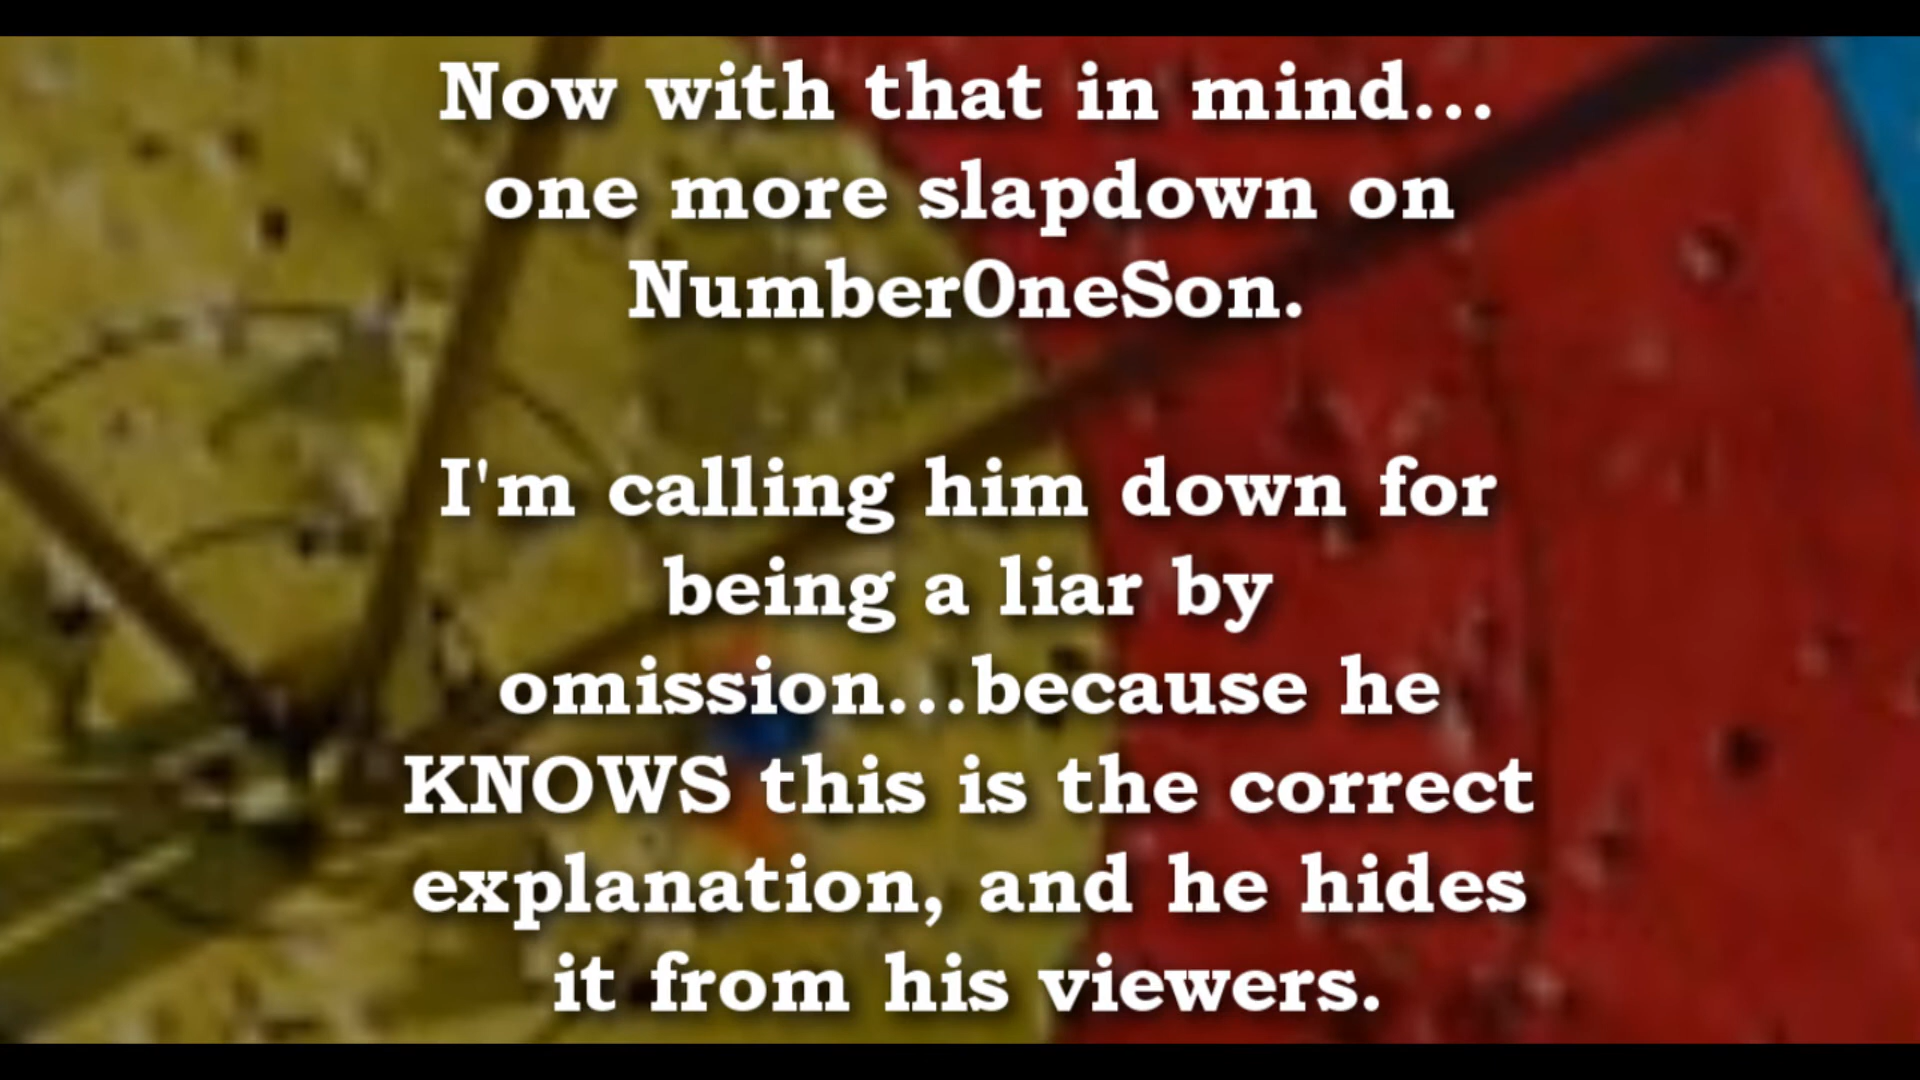 Now with that in mind...
one more slapdown on
NumberOneSon.
I'm calling him down for
being a liar by
omission...because he
KNOWS this is the correct
explanation, and he hides
it from his viewers.